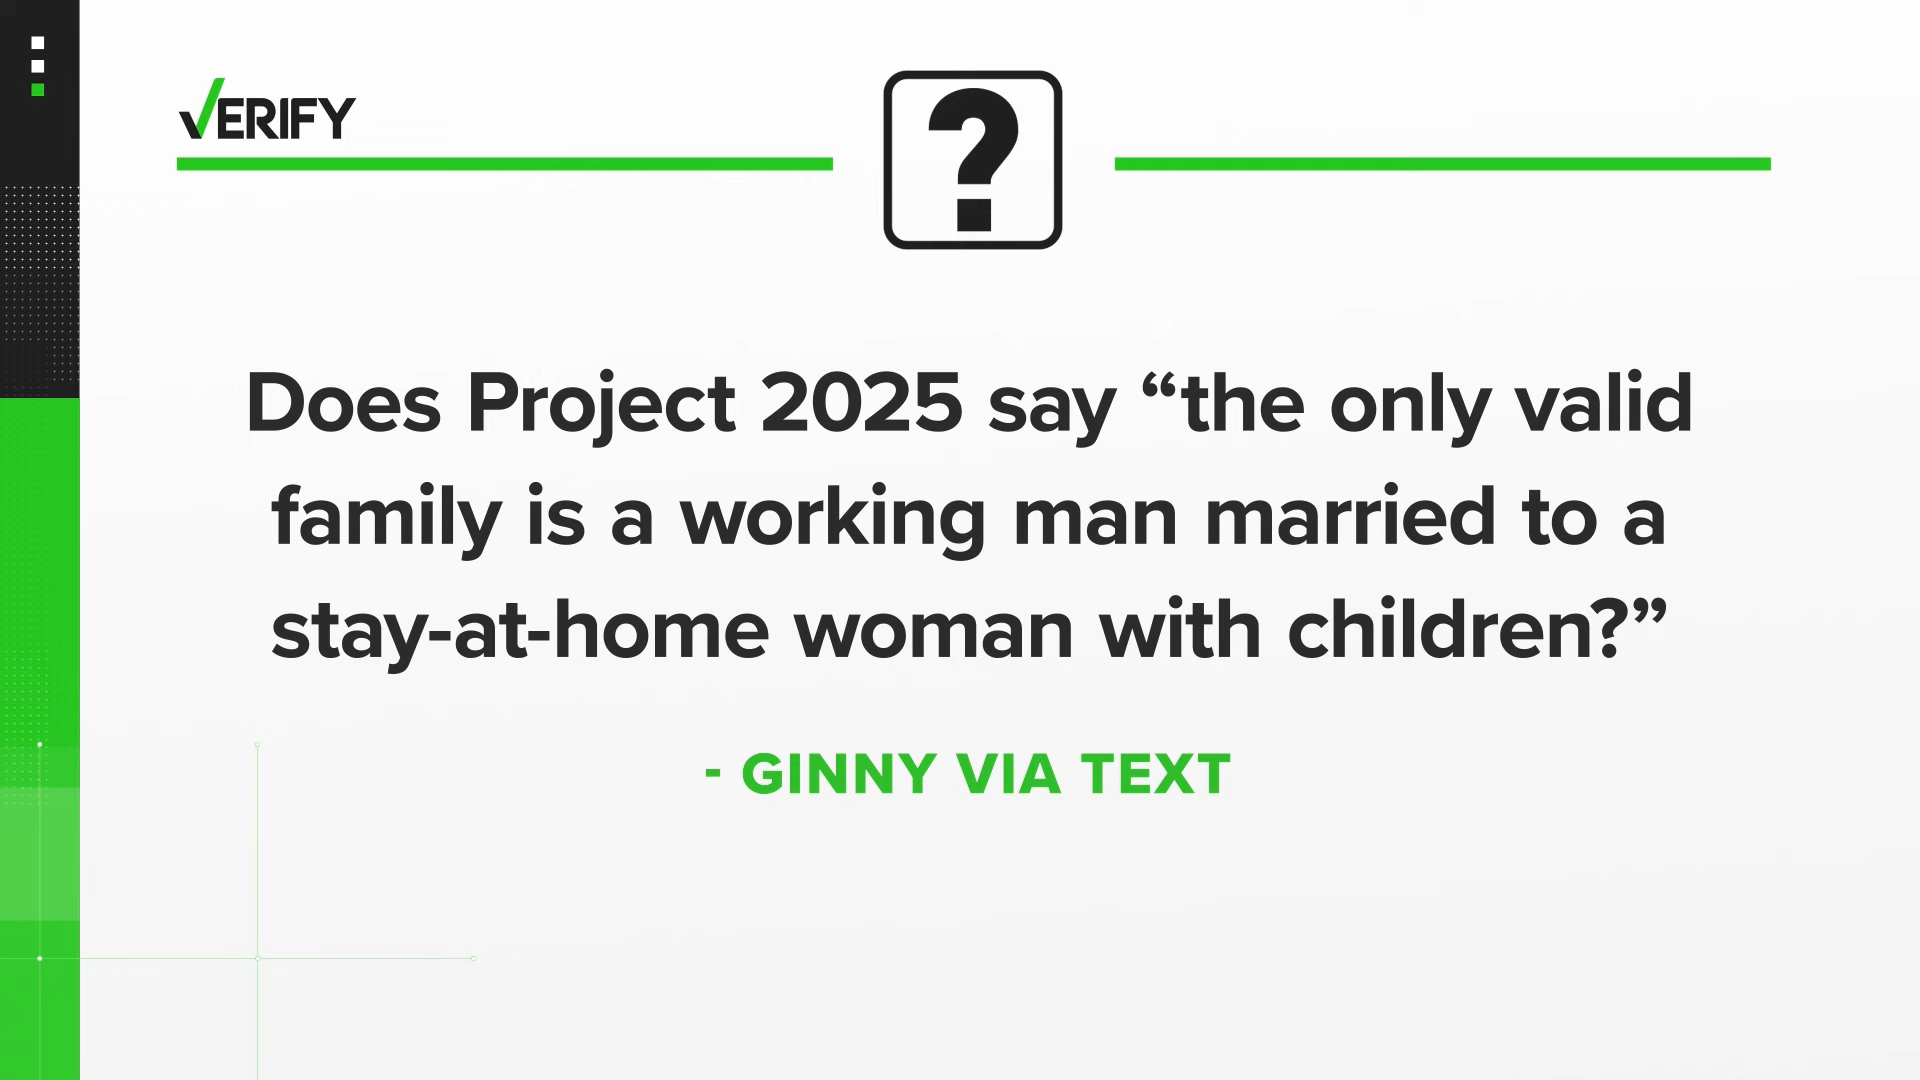 VERIFY
?
Does Project 2025 say “the only valid
family is a working man married to a
stay-at-home woman with children?”
- GINNY VIA TEXT